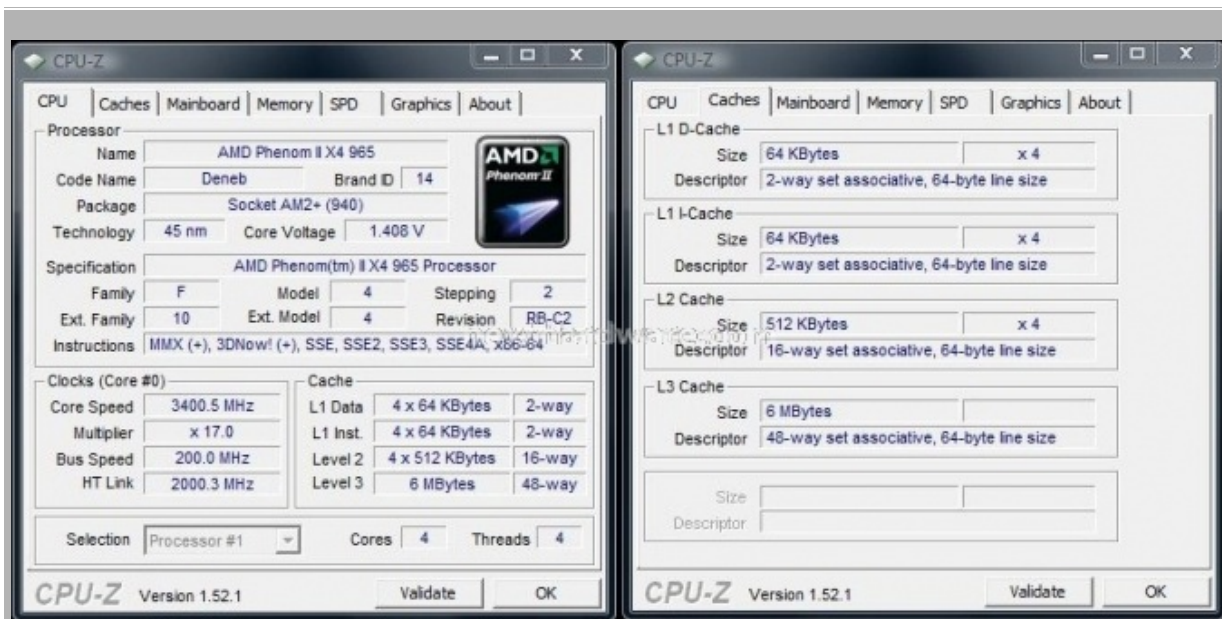 CPU-Z
CPU Caches Mainboard Memory SPD Graphics About
Processor
Name AMD Phenom II X4 965
Code Name Deneb Brand ID 14
Package Socket AM2+ (940)
Technology 45 nm Core Voltage 1.408 V
AMD
Phenom II
Specification AMD Phenom(tm) II X4 965 Processor
Family F Model 4 Stepping 2
Ext. Family 10 Ext. Model 4 Revision RB-C2
Instructions MMX (+), 3DNow! (+), SSE, SSE2, SSE3, SSE4A, x86-64
Clocks (Core #0)
Core Speed 3400.5 MHz
Multiplier x 17.0
Bus Speed 200.0 MHz
HT Link 2000.3 MHz
Cache
L1 Data 4 x 64 KBytes 2-way
L1 Inst. 4 x 64 KBytes 2-way
Level 2 4 x 512 KBytes 16-way
Level 3 6 MBytes 48-way
Selection Processor #1 Cores 4 Threads 4
CPU-Z Version 1.52.1 Validate OK
CPU-Z
CPU Caches Mainboard Memory SPD Graphics About
L1 D-Cache
Size 64 KBytes x 4
Descriptor 2-way set associative, 64-byte line size
L1 I-Cache
Size 64 KBytes x 4
Descriptor 2-way set associative, 64-byte line size
L2 Cache
Size 512 KBytes x 4
Descriptor 16-way set associative, 64-byte line size
L3 Cache
Size 6 MBytes
Descriptor 48-way set associative, 64-byte line size
Size
Descriptor
CPU-Z Version 1.52.1 Validate OK